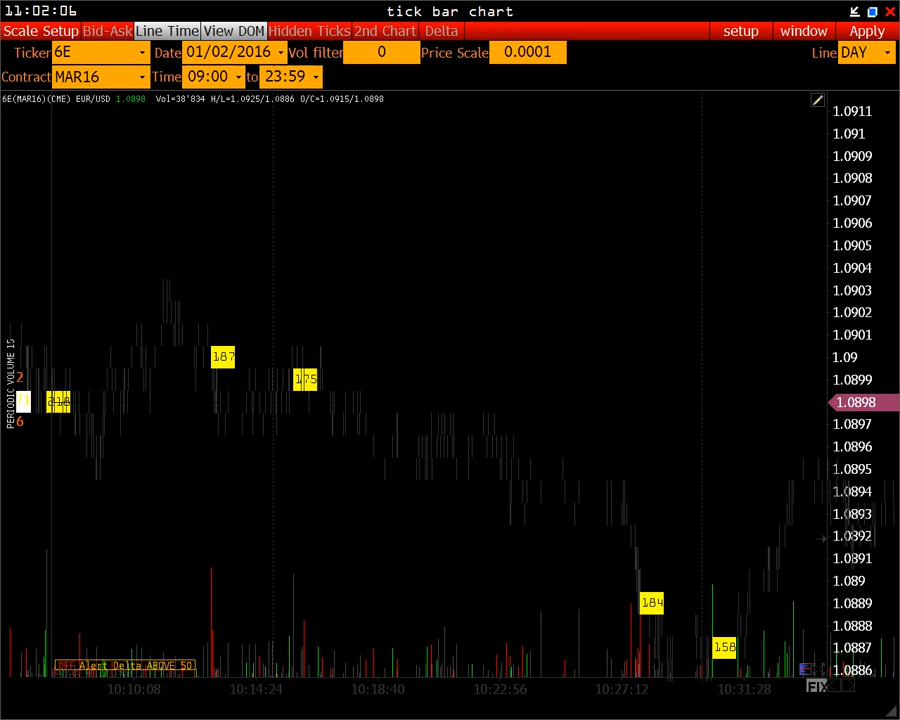 11:02:06 tick bar chart
Scale Setup Bid-Ask Line Time View DOM Hidden Ticks 2nd Chart Delta setup window Apply
Ticker 6E Date 01/02/2016 Vol filter 0 Price Scale 0.0001 Line DAY
Contract MAR16 Time 09:00 to 23:59
6E(MAR16)(CME) EUR/USD 1.0898 Vol=38'834 H/L=1.0925/1.0886 O/C=1.0915/1.0898
1.0911
1.091
1.0909
1.0908
1.0907
1.0906
1.0905
1.0904
1.0903
1.0902
1.0901
187 1.09
2 175 1.0899
71 1.0898
6 1.0897
1.0896
1.0895
1.0894
1.0893
1.0892
1.0891
1.089
184 1.0889
1.0888
158 1.0887
1.0886
PERIODIC VOLUME 15
OFF Alert Delta ABOVE 50
10:10:08 10:14:24 10:18:40 10:22:56 10:27:12 10:31:28
FIX